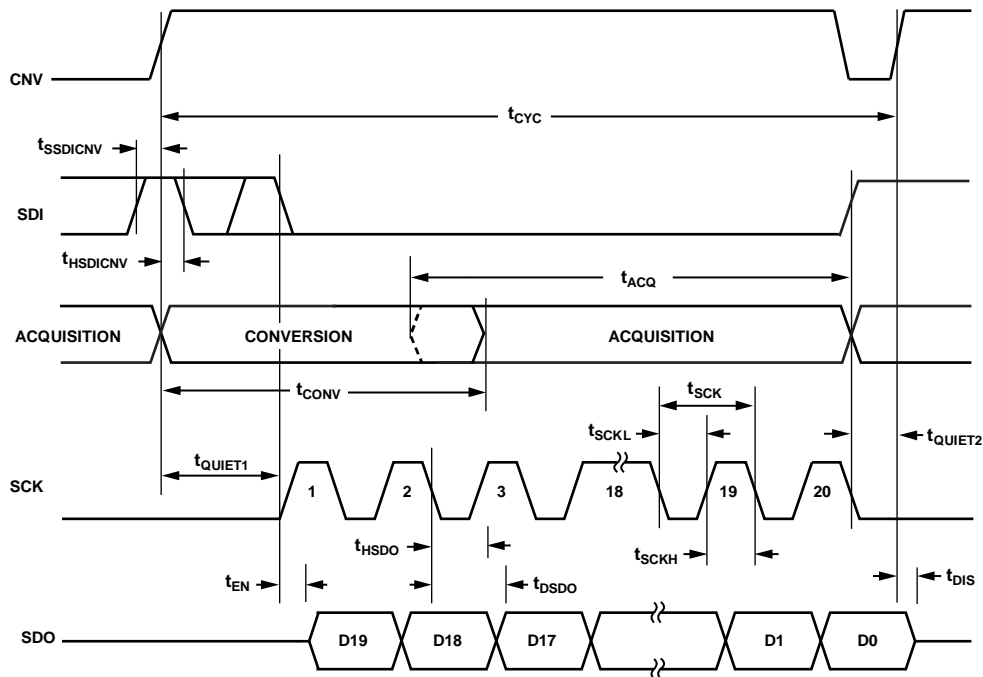 CNV
tCYC
tSSDICNV
SDI
tHSDICNV
tACQ
ACQUISITION CONVERSION ACQUISITION
tCONV
tSCK
tSCKL
tQUIET2
tQUIET1
SCK 1 2 3 18 19 20
tHSDO
tSCKH
tEN
tDSDO
tDIS
SDO D19 D18 D17 D1 D0